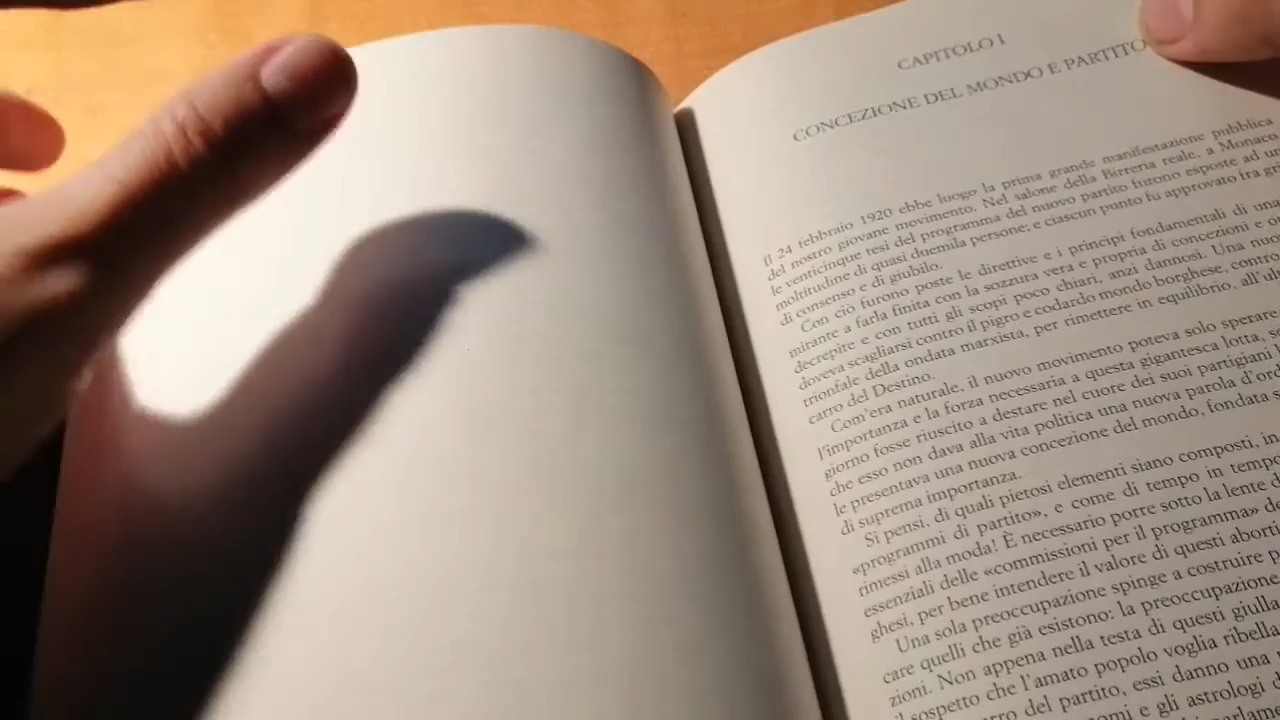 CAPITOLO I
CONCEZIONE DEL MONDO E PARTITO
Il 24 febbraio 1920 ebbe luogo la prima grande manifestazione pubblica
del nostro giovane movimento. Nel salone della Birreria reale, a Monaco
le venticinque tesi del programma del nuovo partito furono esposte ad
moltitudine di quasi duemila persone; e ciascun punto fu approvato fra
di consenso e di giubilo.
Con ciò furono poste le direttive e i principi fondamentali di
mirante a farla finita con la sozzura vera e propria di concezioni e
decrepite e con tutti gli scopi poco chiari, anzi dannosi. Una
doveva scagliarsi contro il pigro e codardo mondo borghese, contro
trionfale della ondata marxista, per rimettere in equilibrio, all'
carro del Destino.
Com'era naturale, il nuovo movimento poteva solo sperare
l'importanza e la forza necessaria a questa gigantesca lotta,
giorno fosse riuscito a destare nel cuore dei suoi partigiani
che esso non dava alla vita politica una nuova parola d'
le presentava una nuova concezione del mondo, fondata
di suprema importanza.
Si pensi, di quali pietosi elementi siano composti, in
«programmi di partito», e come di tempo in tempo
rimessi alla moda! È necessario porre sotto la lente
essenziali delle «commissioni per il programma»
ghesi, per bene intendere il valore di questi
Una sola preoccupazione spinge a costruire
care quelli che già esistono: la preoccupazione
zioni. Non appena nella testa di questi
il sospetto che l'amato popolo voglia
del partito, essi danno una
e gli astrologi